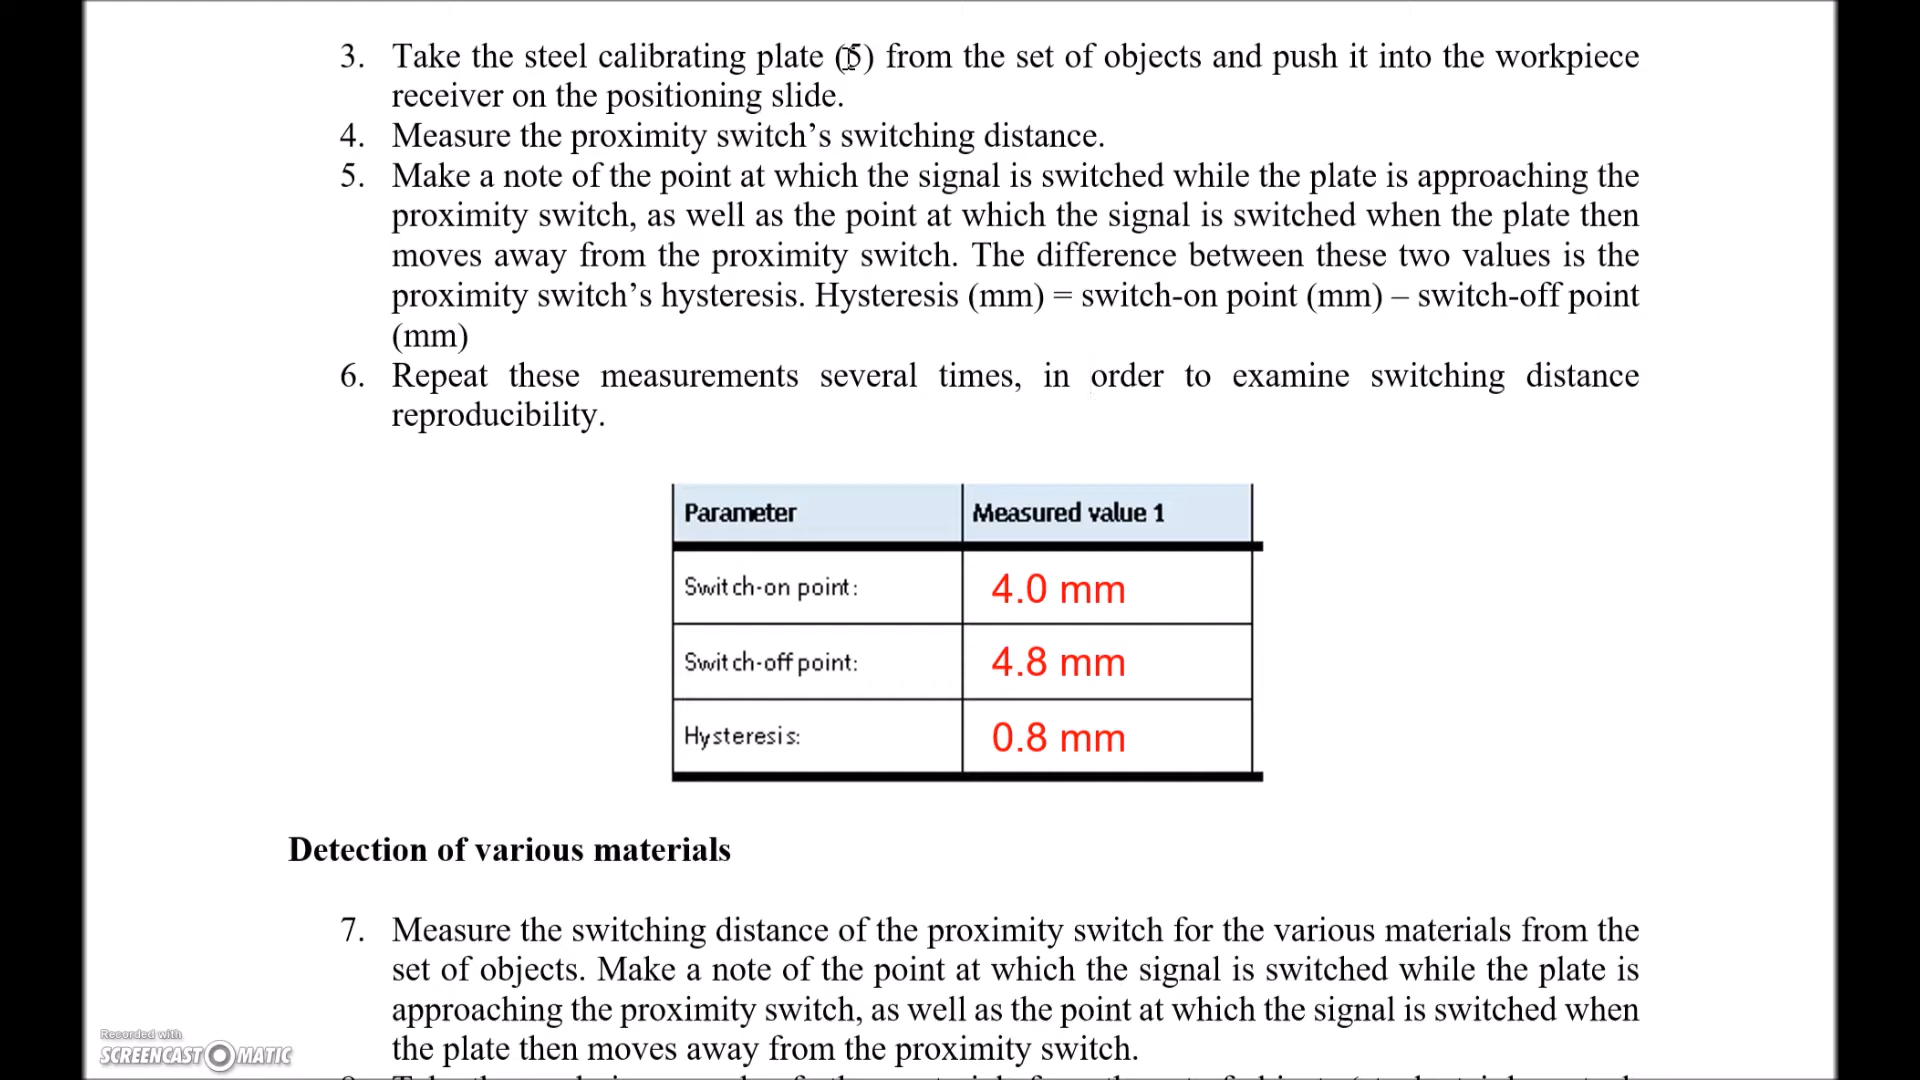 3. Take the steel calibrating plate (5) from the set of objects and push it into the workpiece
receiver on the positioning slide.
4. Measure the proximity switch’s switching distance.
5. Make a note of the point at which the signal is switched while the plate is approaching the
proximity switch, as well as the point at which the signal is switched when the plate then
moves away from the proximity switch. The difference between these two values is the
proximity switch’s hysteresis. Hysteresis (mm) = switch-on point (mm) – switch-off point
(mm)
6. Repeat these measurements several times, in order to examine switching distance
reproducibility.
Parameter Measured value 1
Switch-on point: 4.0 mm
Switch-off point: 4.8 mm
Hysteresis: 0.8 mm
Detection of various materials
7. Measure the switching distance of the proximity switch for the various materials from the
set of objects. Make a note of the point at which the signal is switched while the plate is
approaching the proximity switch, as well as the point at which the signal is switched when
the plate then moves away from the proximity switch.
Recorded with
SCREENCAST MATIC